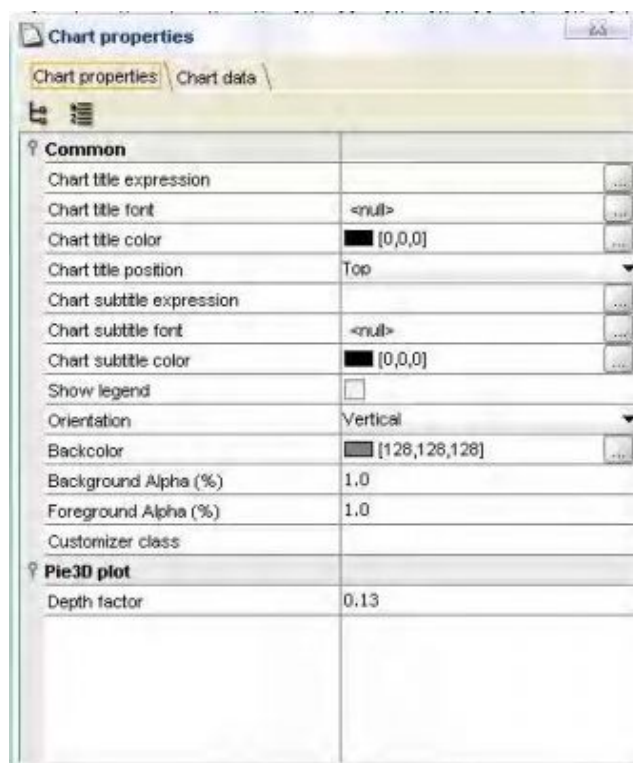 Chart properties
Chart properties Chart data
Common
Chart title expression ...
Chart title font <null> ...
Chart title color [0,0,0] ...
Chart title position Top
Chart subtitle expression ...
Chart subtitle font <null> ...
Chart subtitle color [0,0,0] ...
Show legend
Orientation Vertical
Backcolor [128,128,128] ...
Background Alpha (%) 1.0
Foreground Alpha (%) 1.0
Customizer class
Pie3D plot
Depth factor 0.13